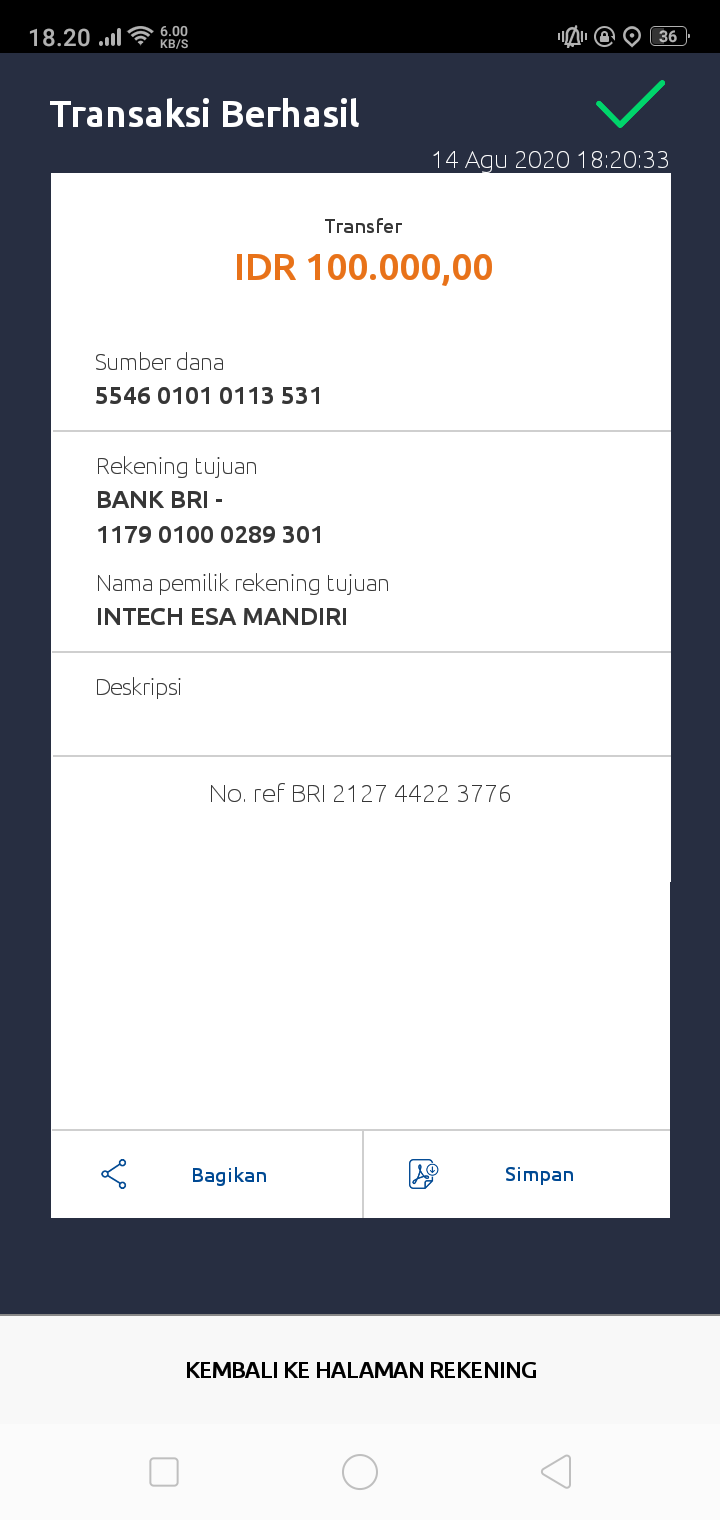 18.20 6.00 KB/S 36
Transaksi Berhasil
14 Agu 2020 18:20:33
Transfer
IDR 100.000,00
Sumber dana
5546 0101 0113 531
Rekening tujuan
BANK BRI -
1179 0100 0289 301
Nama pemilik rekening tujuan
INTECH ESA MANDIRI
Deskripsi
No. ref BRI 2127 4422 3776
Bagikan Simpan
KEMBALI KE HALAMAN REKENING